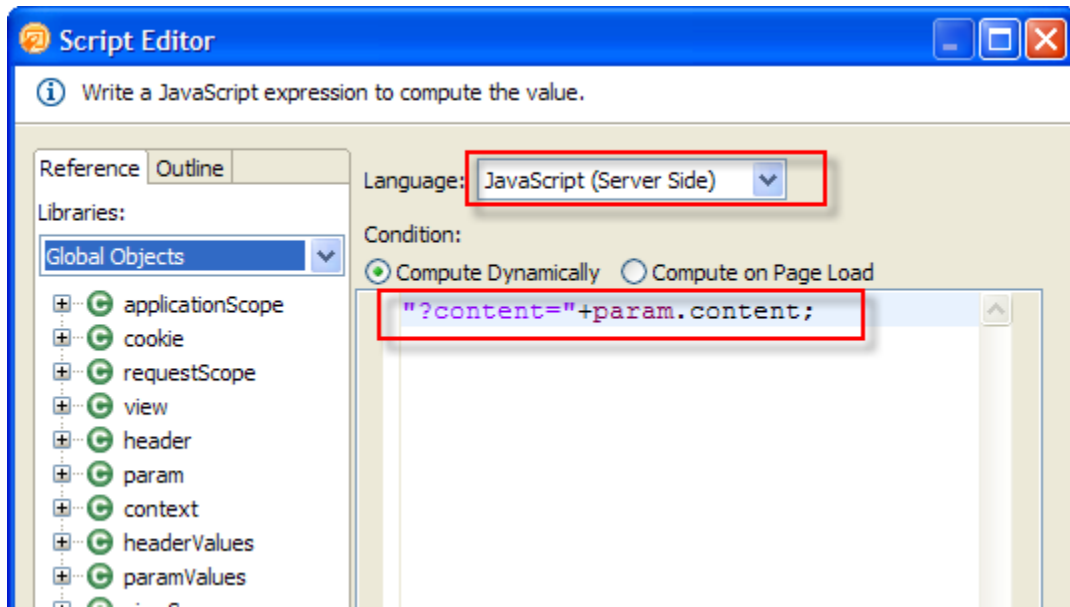 Script Editor
Write a JavaScript expression to compute the value.
Reference Outline
Libraries:
Global Objects
applicationScope
cookie
requestScope
view
header
param
context
headerValues
paramValues
Language: JavaScript (Server Side)
Condition:
Compute Dynamically Compute on Page Load
"?content="+param.content;